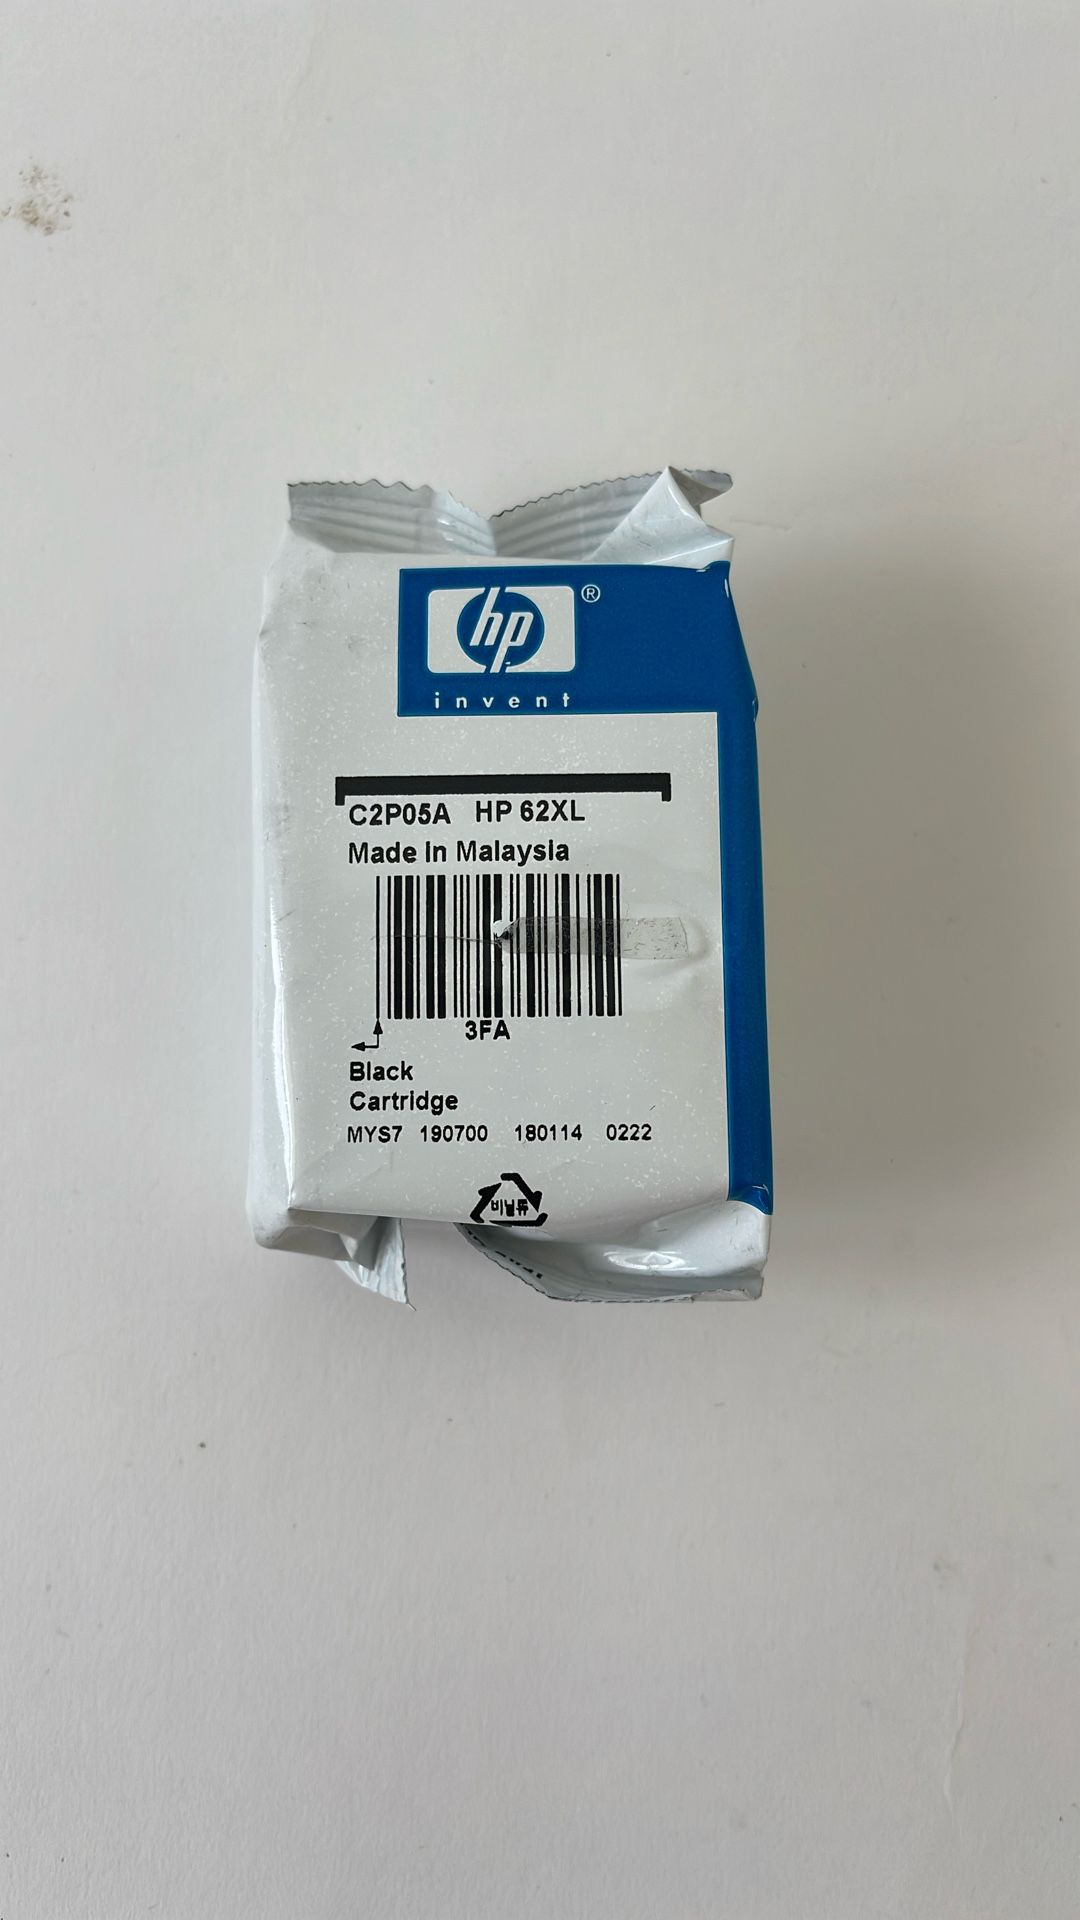 hp ®
invent
C2P05A HP 62XL
Made in Malaysia
3FA
Black
Cartridge
MYS7 190700 180114 0222
비닐류